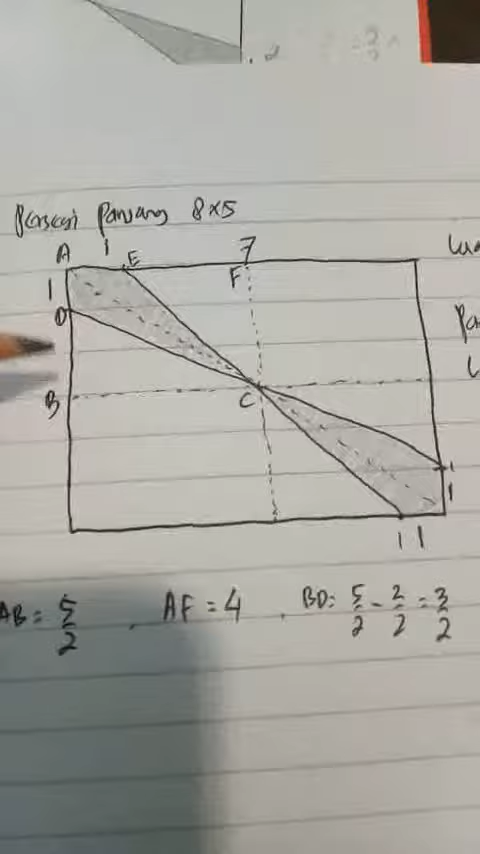 Persegi Panjang 8x5
A 1 E 7
F
1
D
B
C
1
1 1
AB = 5/2 , AF = 4 , BD = 5/2 - 2/2 = 3/2